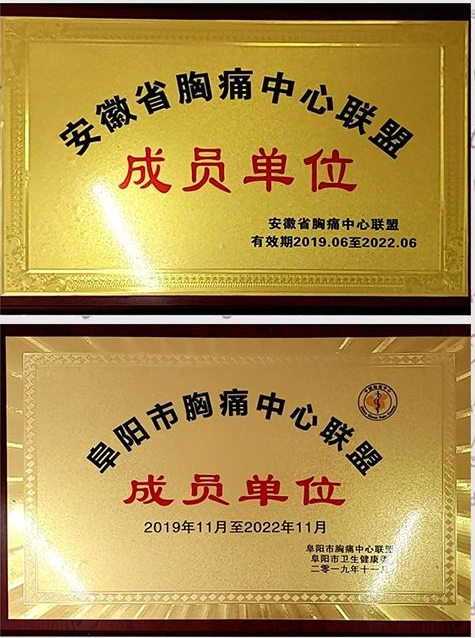 安徽省胸痛中心联盟
成员单位
安徽省胸痛中心联盟
有效期2019.06至2022.06
阜阳市胸痛中心联盟
成员单位
2019年11月至2022年11月
阜阳市胸痛中心联盟
阜阳市卫生健康委
二零一九年十一月